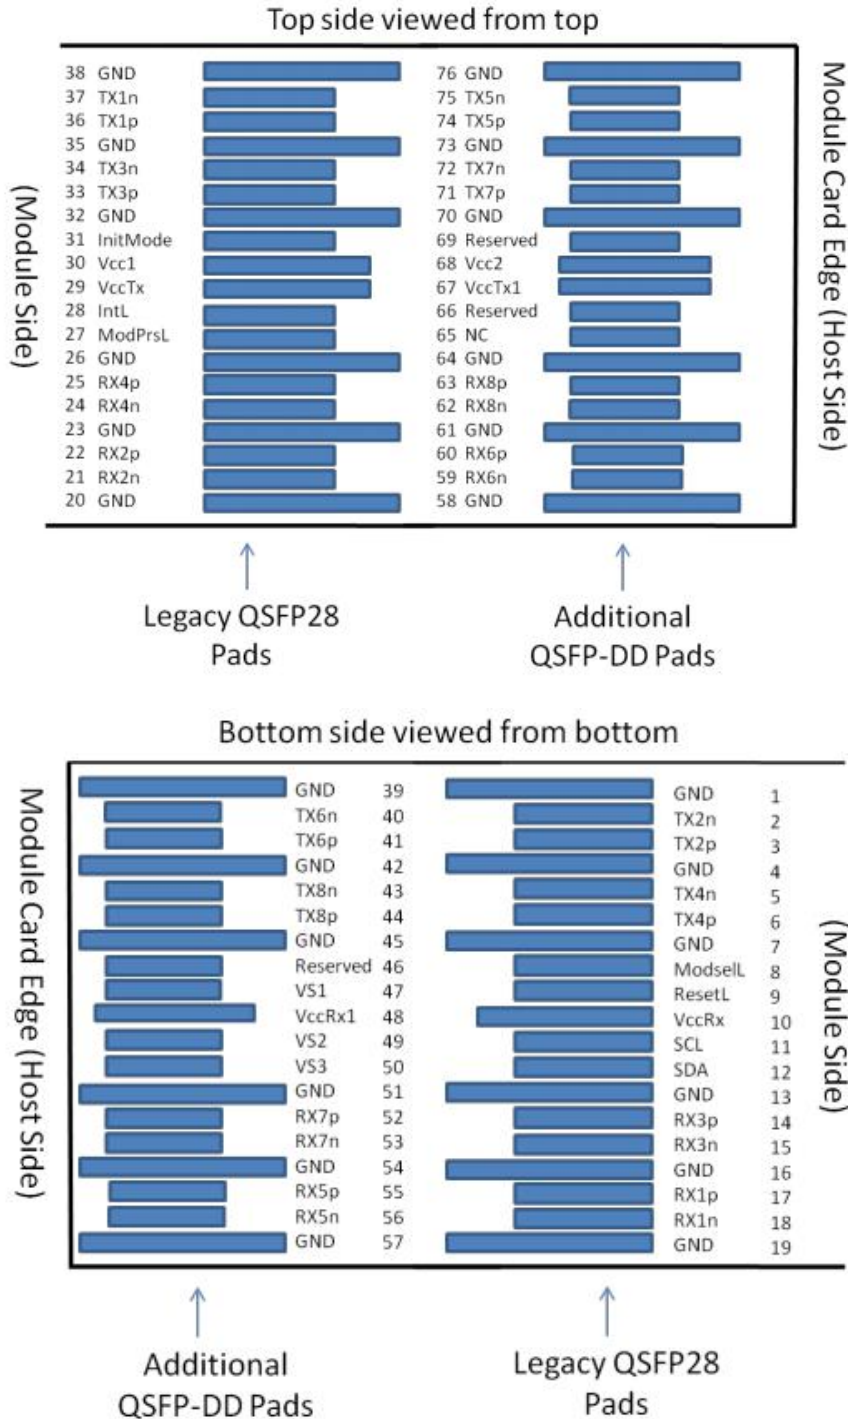 Top side viewed from top
38 GND 76 GND
37 TX1n 75 TX5n
36 TX1p 74 TX5p
35 GND 73 GND
34 TX3n 72 TX7n
33 TX3p 71 TX7p
32 GND 70 GND
31 InitMode 69 Reserved
30 Vcc1 68 Vcc2
29 VccTx 67 VccTx1
28 IntL 66 Reserved
27 ModPrsL 65 NC
26 GND 64 GND
25 RX4p 63 RX8p
24 RX4n 62 RX8n
23 GND 61 GND
22 RX2p 60 RX6p
21 RX2n 59 RX6n
20 GND 58 GND
(Module Side)
Module Card Edge (Host Side)
Legacy QSFP28
Pads
Additional
QSFP-DD Pads
Bottom side viewed from bottom
GND 39 GND 1
TX6n 40 TX2n 2
TX6p 41 TX2p 3
GND 42 GND 4
TX8n 43 TX4n 5
TX8p 44 TX4p 6
GND 45 GND 7
Reserved 46 ModselL 8
VS1 47 ResetL 9
VccRx1 48 VccRx 10
VS2 49 SCL 11
VS3 50 SDA 12
GND 51 GND 13
RX7p 52 RX3p 14
RX7n 53 RX3n 15
GND 54 GND 16
RX5p 55 RX1p 17
RX5n 56 RX1n 18
GND 57 GND 19
Module Card Edge (Host Side)
(Module Side)
Additional
QSFP-DD Pads
Legacy QSFP28
Pads